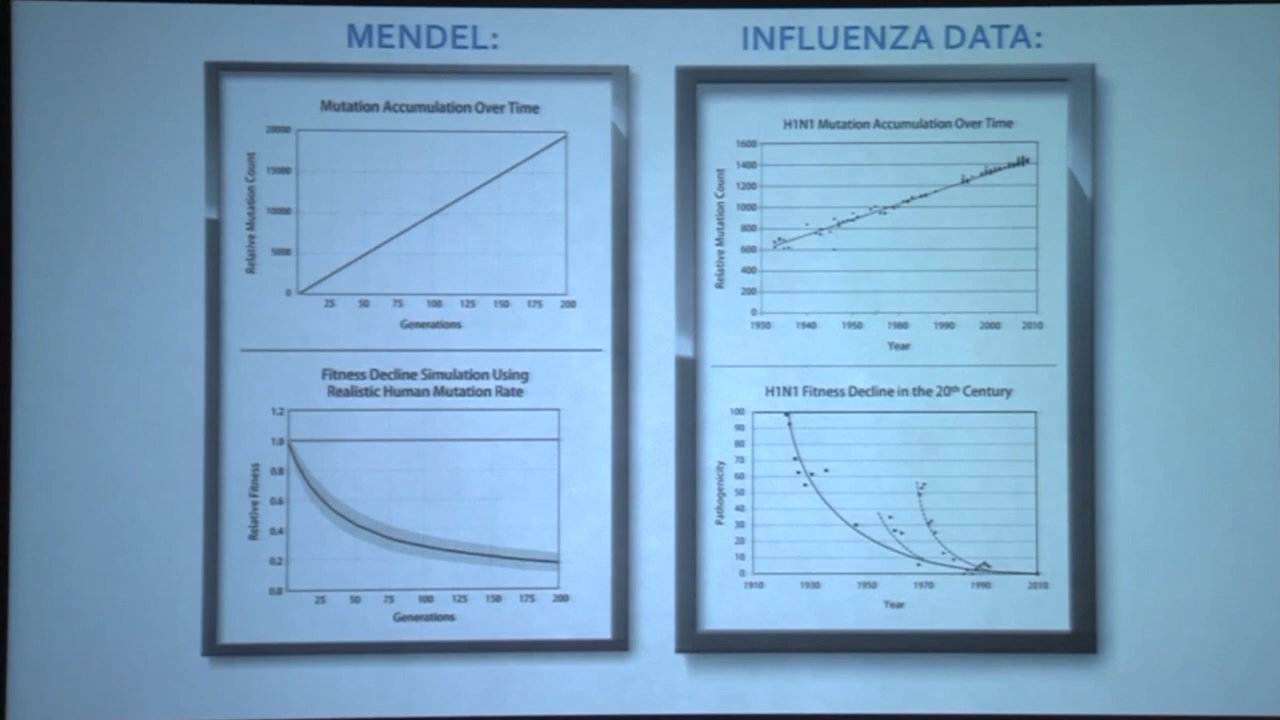 MENDEL:
INFLUENZA DATA:
Mutation Accumulation Over Time
Relative Mutation Count
20000
15000
10000
5000
0
25 50 75 100 125 150 175 200
Generations
Fitness Decline Simulation Using
Realistic Human Mutation Rate
Relative Fitness
1.2
1.0
0.8
0.6
0.4
0.2
0.0
25 50 75 100 125 150 175 200
Generations
H1N1 Mutation Accumulation Over Time
Relative Mutation Count
1600
1400
1200
1000
800
600
400
200
0
1930 1940 1950 1980 1990 2000 2010
Year
H1N1 Fitness Decline in the 20th Century
Pathogenicity
100
90
80
70
60
50
40
30
20
10
0
1910 1930 1950 1970 1990 2010
Year